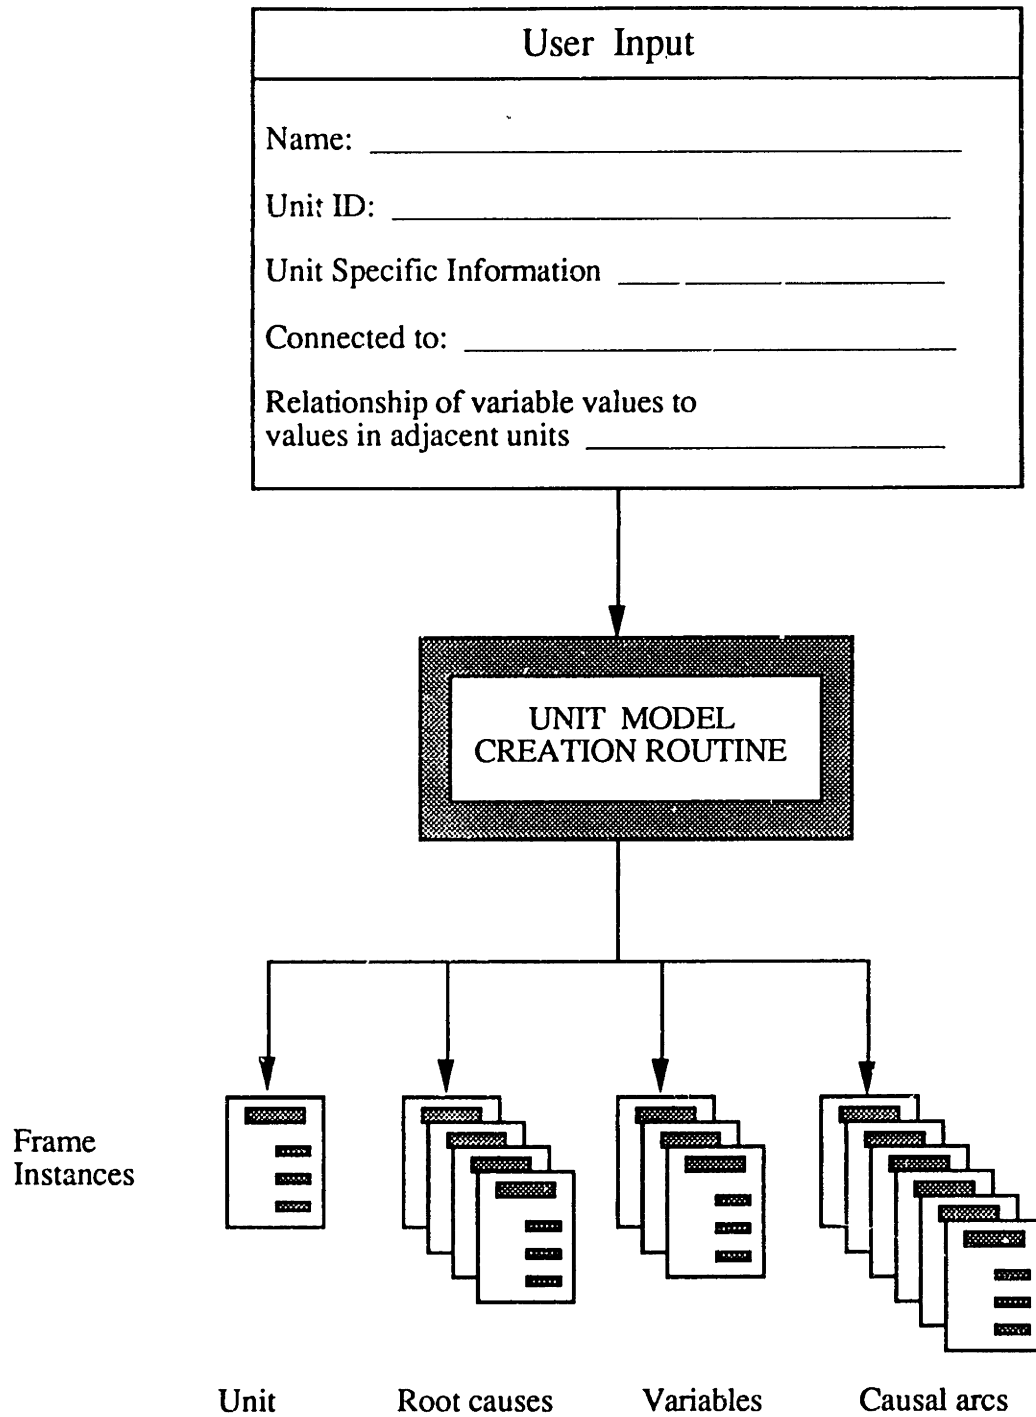 User Input
Name:
Unit ID:
Unit Specific Information
Connected to:
Relationship of variable values to
values in adjacent units
UNIT MODEL
CREATION ROUTINE
Frame
Instances
Unit
Root causes
Variables
Causal arcs